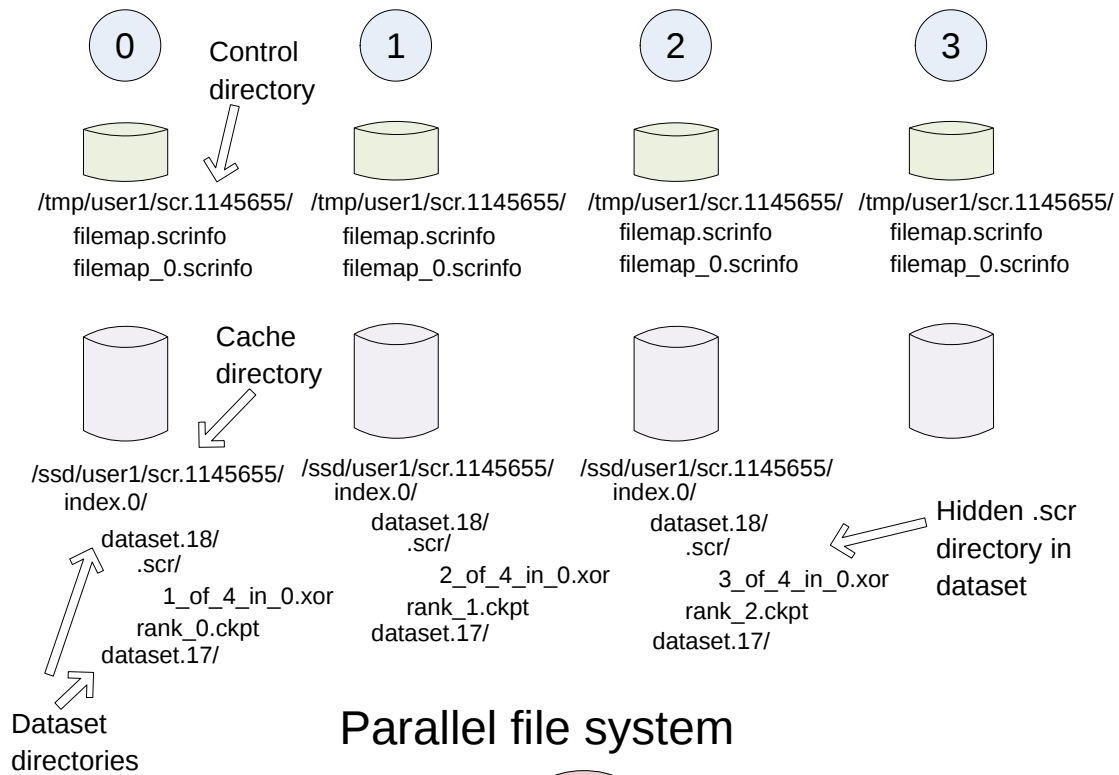 0
Control
directory
1
2
3
/tmp/user1/scr.1145655/
filemap.scrinfo
filemap_0.scrinfo
/tmp/user1/scr.1145655/
filemap.scrinfo
filemap_0.scrinfo
/tmp/user1/scr.1145655/
filemap.scrinfo
filemap_0.scrinfo
/tmp/user1/scr.1145655/
filemap.scrinfo
filemap_0.scrinfo
Cache
directory
/ssd/user1/scr.1145655/
index.0/
dataset.18/
.scr/
1_of_4_in_0.xor
rank_0.ckpt
dataset.17/
/ssd/user1/scr.1145655/
index.0/
dataset.18/
.scr/
2_of_4_in_0.xor
rank_1.ckpt
dataset.17/
/ssd/user1/scr.1145655/
index.0/
dataset.18/
.scr/
3_of_4_in_0.xor
rank_2.ckpt
dataset.17/
Hidden .scr
directory in
dataset
Dataset
directories
Parallel file system